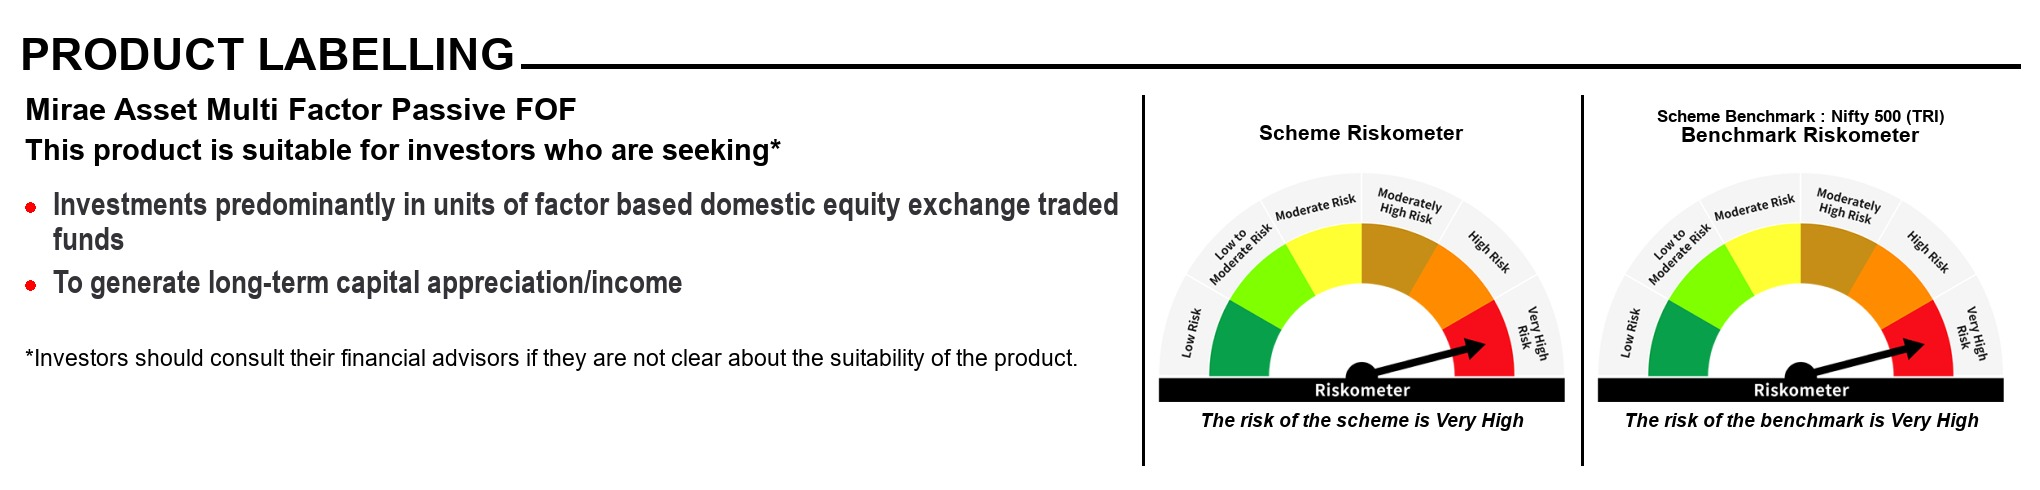 PRODUCT LABELLING
Mirae Asset Multi Factor Passive FOF
This product is suitable for investors who are seeking*
Investments predominantly in units of factor based domestic equity exchange traded
funds
To generate long-term capital appreciation/income
*Investors should consult their financial advisors if they are not clear about the suitability of the product.
Scheme Riskometer
Low Risk
Low to
Moderate Risk
Moderate Risk
Moderately
High Risk
High Risk
Very High
Risk
Riskometer
The risk of the scheme is Very High
Scheme Benchmark : Nifty 500 (TRI)
Benchmark Riskometer
Low Risk
Low to
Moderate Risk
Moderate Risk
Moderately
High Risk
High Risk
Very High
Risk
Riskometer
The risk of the benchmark is Very High